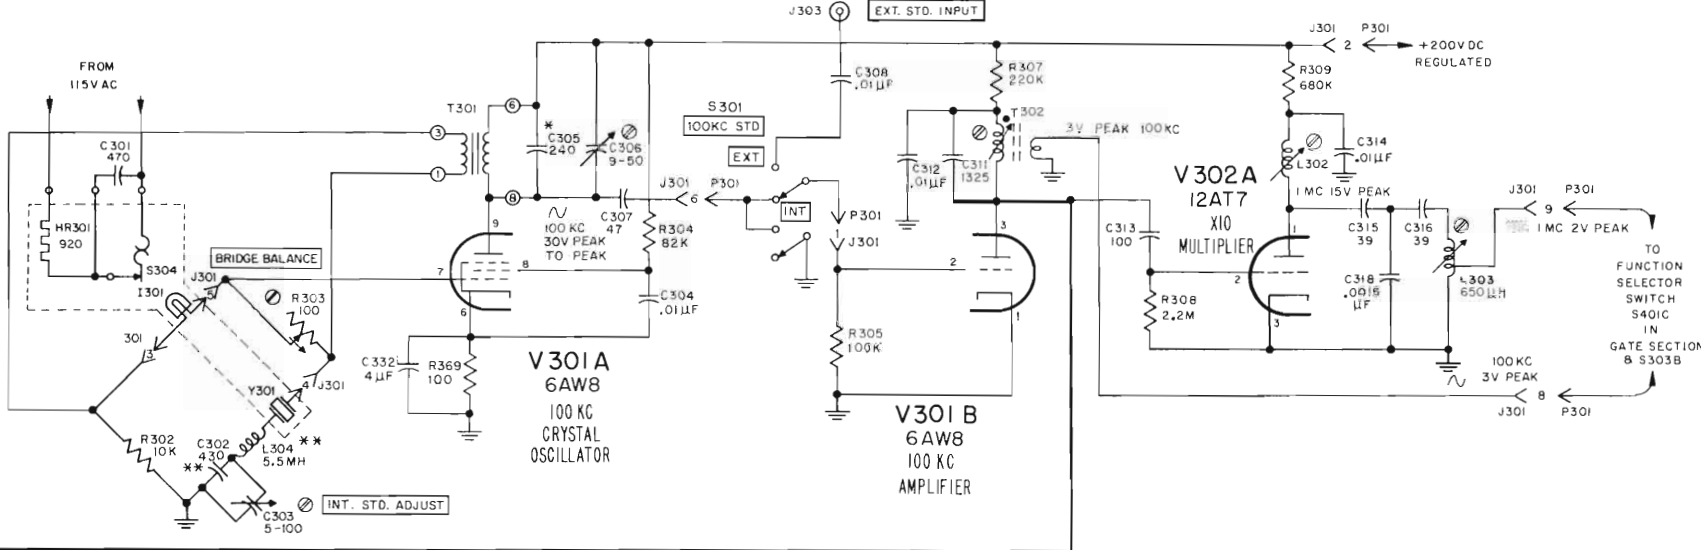 J303
EXT. STD. INPUT
FROM
115V AC
C301
470
HR301
920
S304
I301
301
3
J301
5
BRIDGE BALANCE
R303
100
4
J301
Y301
L304
5.5MH
**
C302
430
**
R302
10K
C303
5-100
INT. STD. ADJUST
T301
3
1
6
8
*
C305
240
C306
9-50
100 KC
30V PEAK
TO PEAK
C307
47
R304
82K
C304
.01µF
9
7
8
6
C332
4µF
R369
100
V301A
6AW8
100 KC
CRYSTAL
OSCILLATOR
J301
6
P301
S301
100KC STD
EXT
INT
C308
.01µF
P301
1
J301
R305
100K
2
3
1
V301B
6AW8
100 KC
AMPLIFIER
C312
.01µF
C311
1325
R307
220K
T302
3V PEAK 100KC
C313
100
R308
2.2M
V302A
12AT7
X10
MULTIPLIER
1
2
3
R309
680K
L302
C314
.01µF
1 MC 15V PEAK
C315
39
C316
39
C318
.0015
µF
L303
650µH
J301
2
P301
+200V DC
REGULATED
J301
9
P301
1 MC 2V PEAK
TO
FUNCTION
SELECTOR
SWITCH
S401C
IN
GATE SECTION
& S303B
100KC
3V PEAK
J301
8
P301